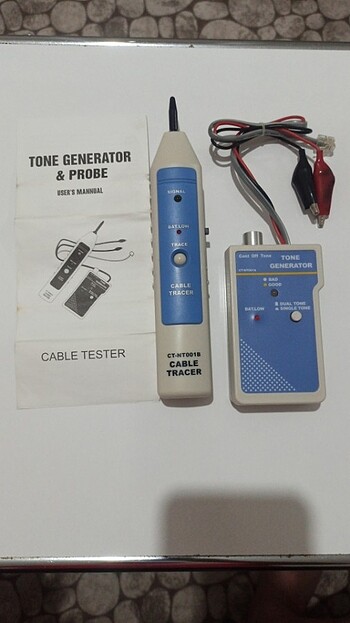 TONE GENERATOR
& PROBE
USER'S MANNUAL
CABLE TESTER
SIGNAL
BAT.LOW
TRACK
CABLE
TRACER
CT-NT001B
CABLE
TRACER
TONE
GENERATOR
BAD
GOOD
BAT.LOW
DUAL TONE
SINGLE TONE